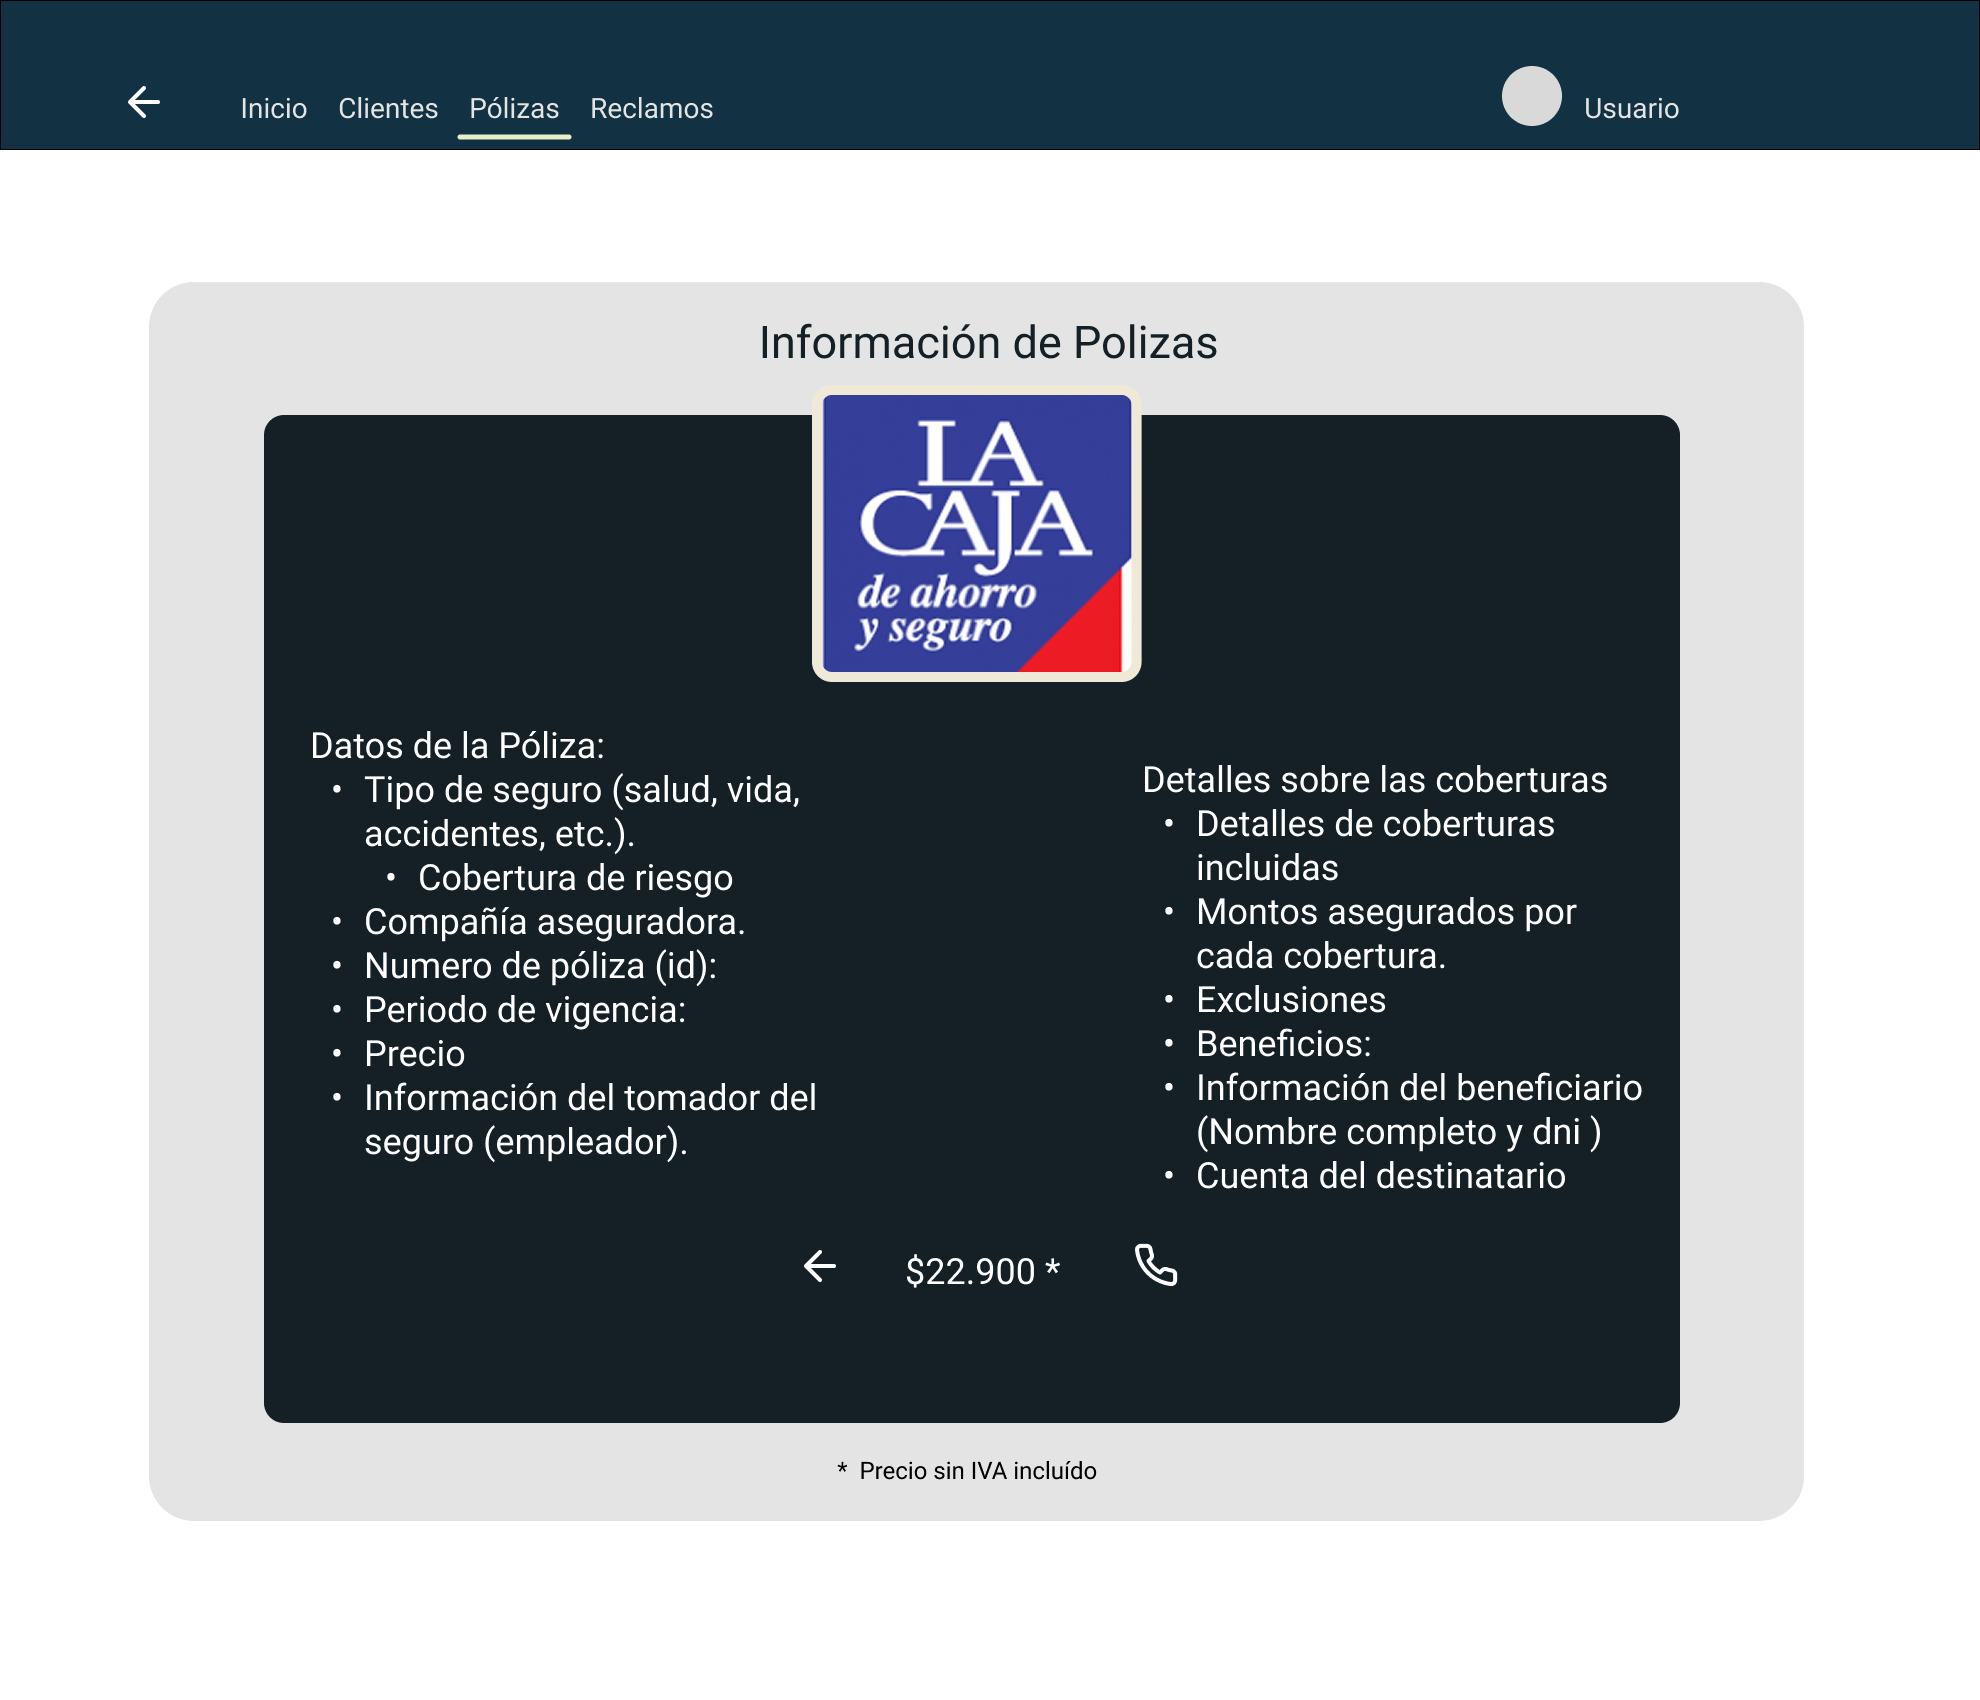 Inicio Clientes Pólizas Reclamos Usuario
Información de Polizas
LA
CAJA
de ahorro
y seguro
Datos de la Póliza:
• Tipo de seguro (salud, vida,
accidentes, etc.).
• Cobertura de riesgo
• Compañía aseguradora.
• Numero de póliza (id):
• Periodo de vigencia:
• Precio
• Información del tomador del
seguro (empleador).
Detalles sobre las coberturas
• Detalles de coberturas
incluidas
• Montos asegurados por
cada cobertura.
• Exclusiones
• Beneficios:
• Información del beneficiario
(Nombre completo y dni )
• Cuenta del destinatario
$22.900 *
* Precio sin IVA incluído